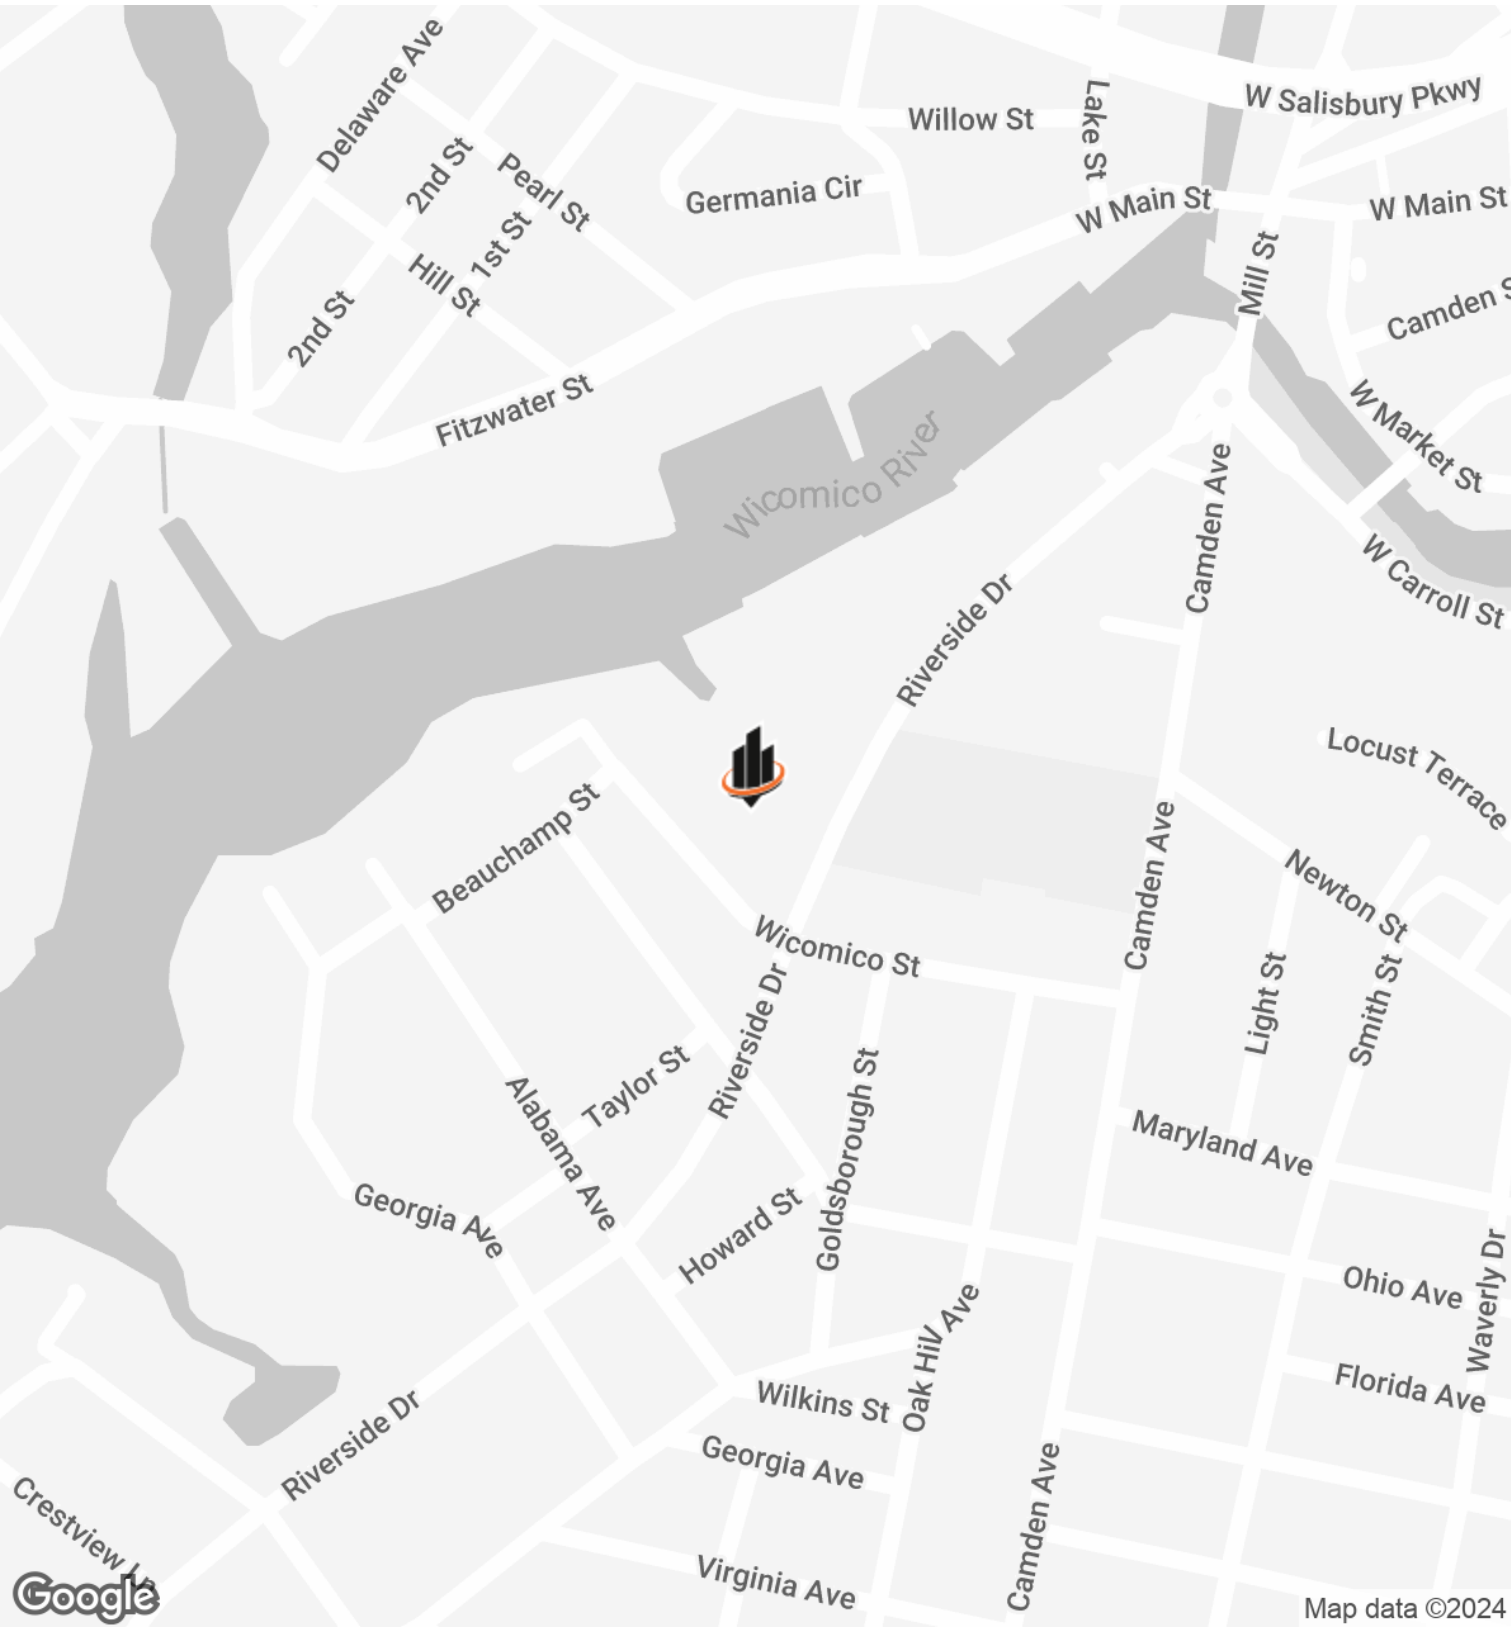 Delaware Ave
W Salisbury Pkwy
Willow St
Lake St
2nd St
Pearl St
Germania Cir
W Main St
W Main St
1st St
Hill St
Mill St
2nd St
Camden S
Fitzwater St
W Market St
Wicomico River
Camden Ave
W Carroll St
Riverside Dr
Locust Terrace
Beauchamp St
Camden Ave
Newton St
Wicomico St
Light St
Smith St
Riverside Dr
Taylor St
Goldsborough St
Alabama Ave
Maryland Ave
Georgia Ave
Howard St
Ohio Ave
Waverly Dr
Oak Hill Ave
Florida Ave
Wilkins St
Riverside Dr
Georgia Ave
Camden Ave
Crestview Ln
Virginia Ave
Google
Map data ©2024